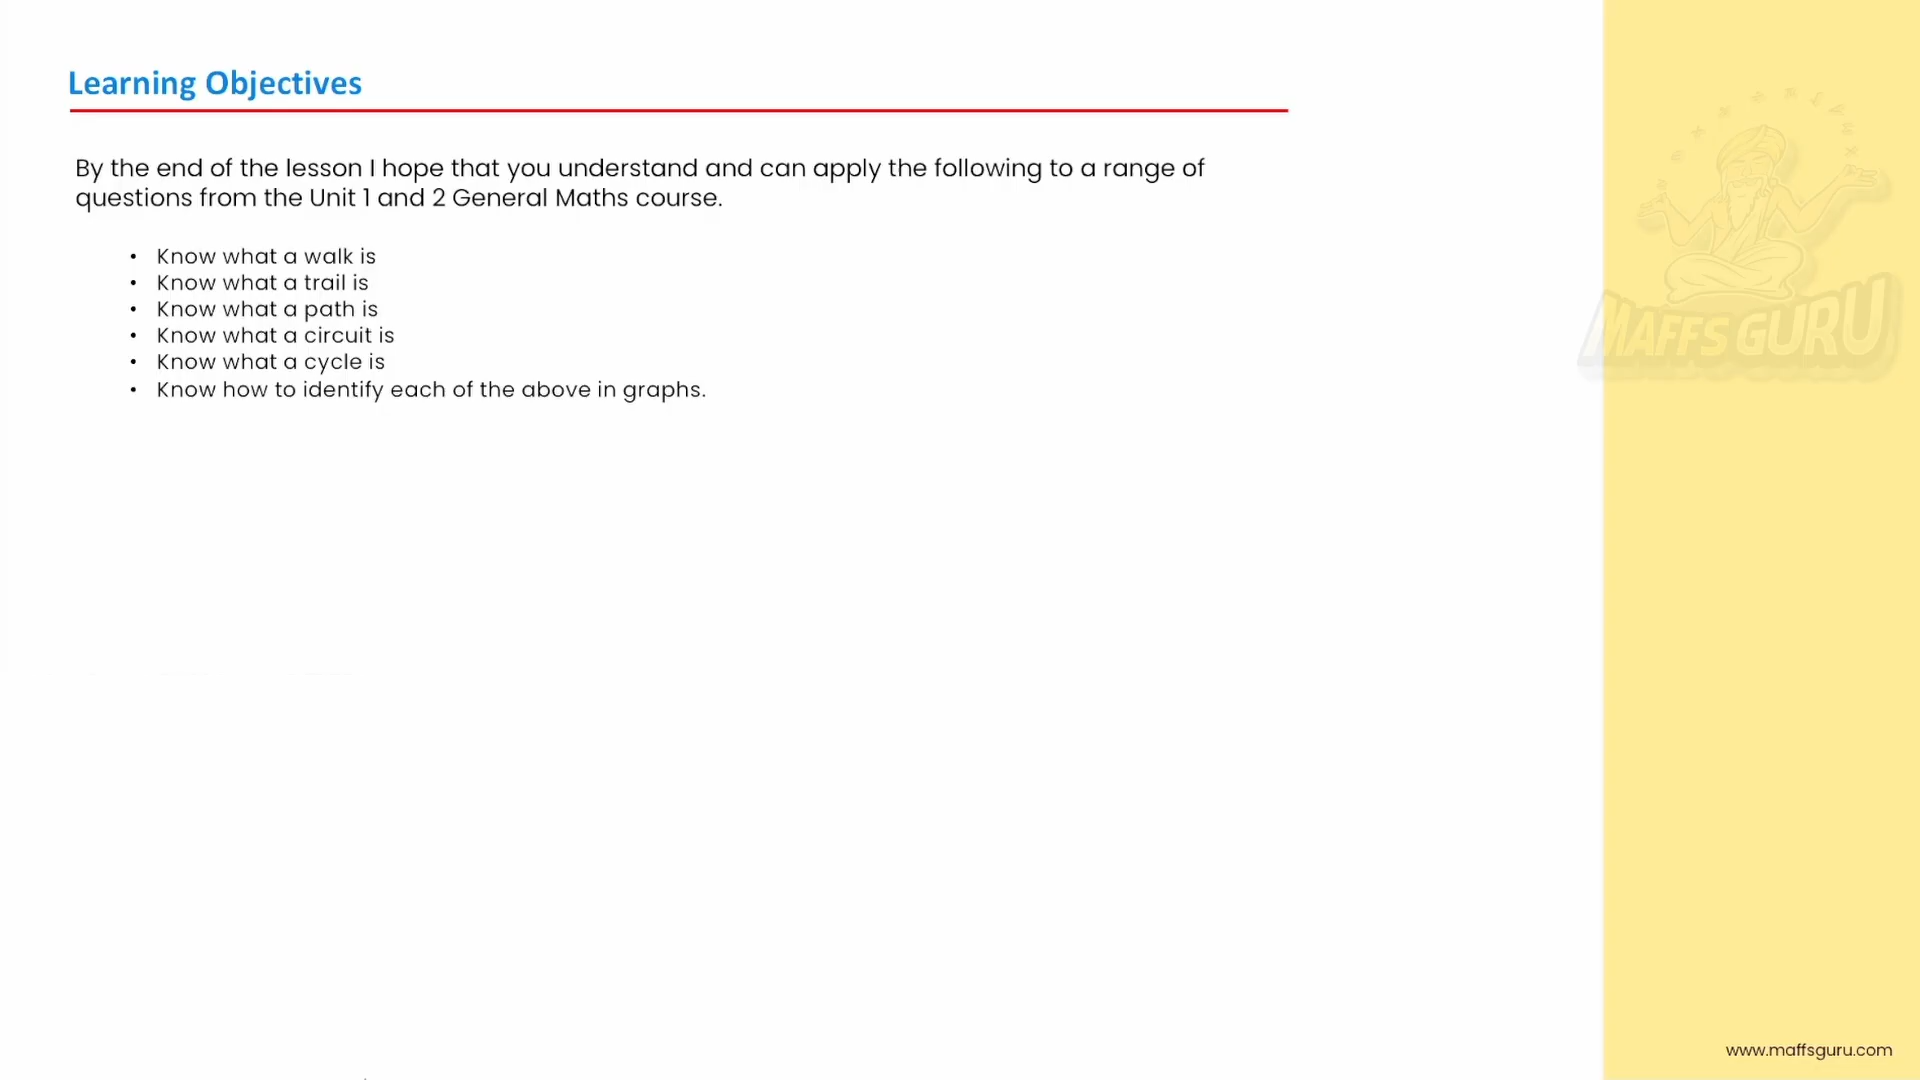 Learning Objectives
By the end of the lesson I hope that you understand and can apply the following to a range of
questions from the Unit 1 and 2 General Maths course.
• Know what a walk is
• Know what a trail is
• Know what a path is
• Know what a circuit is
• Know what a cycle is
• Know how to identify each of the above in graphs.
MAFFS GURU
www.maffsguru.com